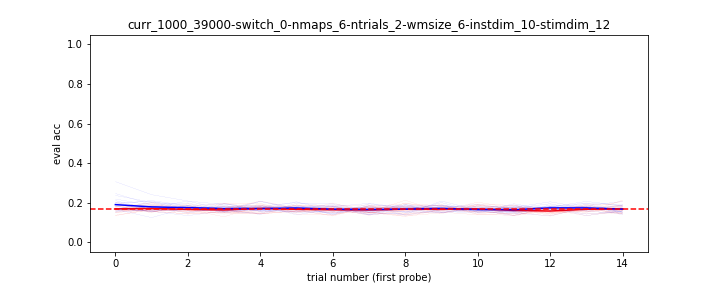 curr_1000_39000-switch_0-nmaps_6-ntrials_2-wmsize_6-instdim_10-stimdim_12
eval acc
1.0
0.8
0.6
0.4
0.2
0.0
0 2 4 6 8 10 12 14
trial number (first probe)